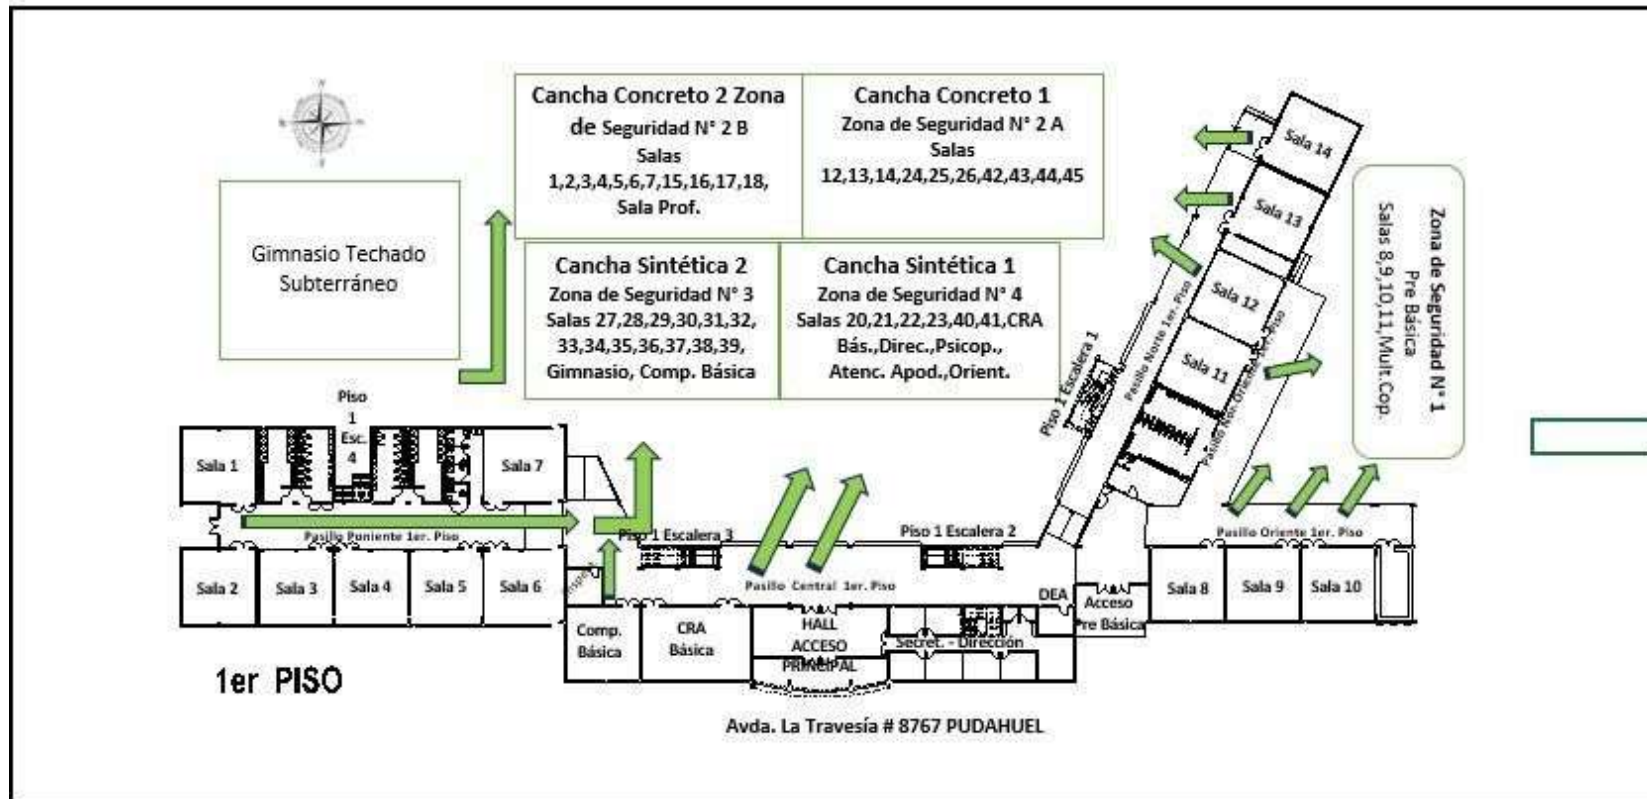 Cancha Concreto 2 Zona
de Seguridad N° 2 B
Salas
1,2,3,4,5,6,7,15,16,17,18,
Sala Prof.
Cancha Concreto 1
Zona de Seguridad N° 2 A
Salas
12,13,14,24,25,26,42,43,44,45
Gimnasio Techado
Subterráneo
Cancha Sintética 2
Zona de Seguridad N° 3
Salas 27,28,29,30,31,32,
33,34,35,36,37,38,39,
Gimnasio, Comp. Básica
Cancha Sintética 1
Zona de Seguridad N° 4
Salas 20,21,22,23,40,41,CRA
Bás.,Direc.,Psicop.,
Atenc. Apod.,Orient.
Zona de Seguridad N° 1
Pre Básica
Salas 8,9,10,11,Mult.Cop.
Sala 14
Sala 13
Sala 12
Sala 11
Pasillo Norte 1er. Piso
Pasillo Nor. Oriente 1er. Piso
Piso 1 Escalera 1
Piso
1
Esc.
4
Sala 1
Sala 7
Pasillo Poniente 1er. Piso
Piso 1 Escalera 3
Piso 1 Escalera 2
Pasillo Oriente 1er. Piso
Sala 2
Sala 3
Sala 4
Sala 5
Sala 6
Inspect.
Pasillo Central 1er. Piso
DEA
Acceso
Pre Básica
Sala 8
Sala 9
Sala 10
Comp.
Básica
CRA
Básica
HALL
ACCESO
PRINCIPAL
Secret. - Dirección
1er PISO
Avda. La Travesía # 8767 PUDAHUEL